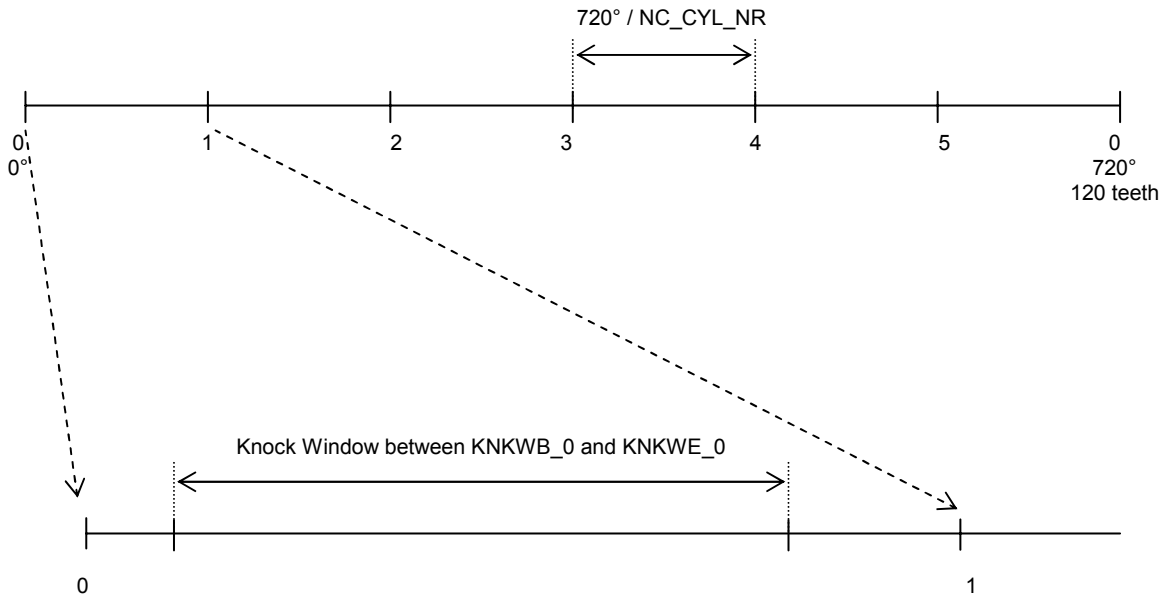 720° / NC_CYL_NR
0 1 2 3 4 5 0
0° 720°
120 teeth
Knock Window between KNKWB_0 and KNKWE_0
0 1